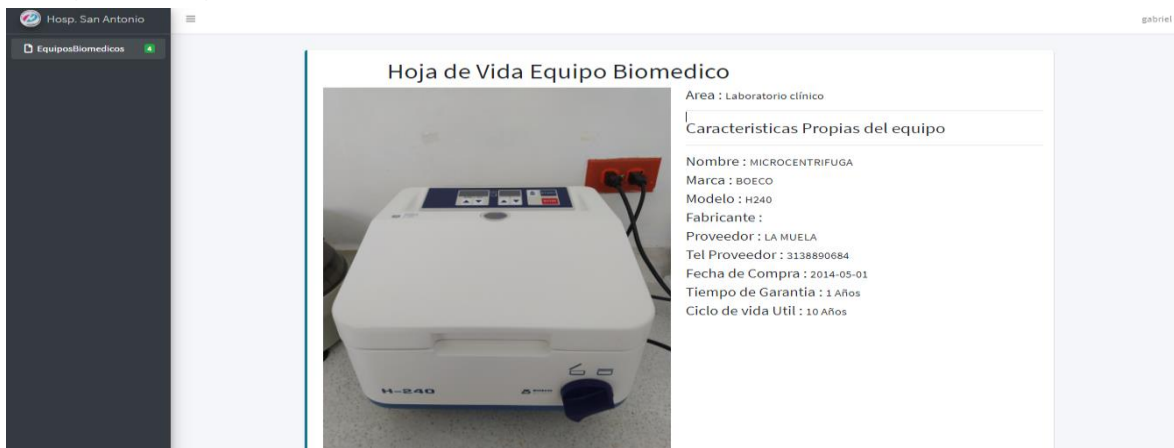 Hosp. San Antonio
gabriel
EquiposBiomedicos 4
Hoja de Vida Equipo Biomedico
Area : Laboratorio clínico
Caracteristicas Propias del equipo
Nombre : MICROCENTRIFUGA
Marca : BOECO
Modelo : H240
Fabricante :
Proveedor : LA MUELA
Tel Proveedor : 3138890684
Fecha de Compra : 2014-05-01
Tiempo de Garantia : 1 Años
Ciclo de vida Util : 10 Años
H-240